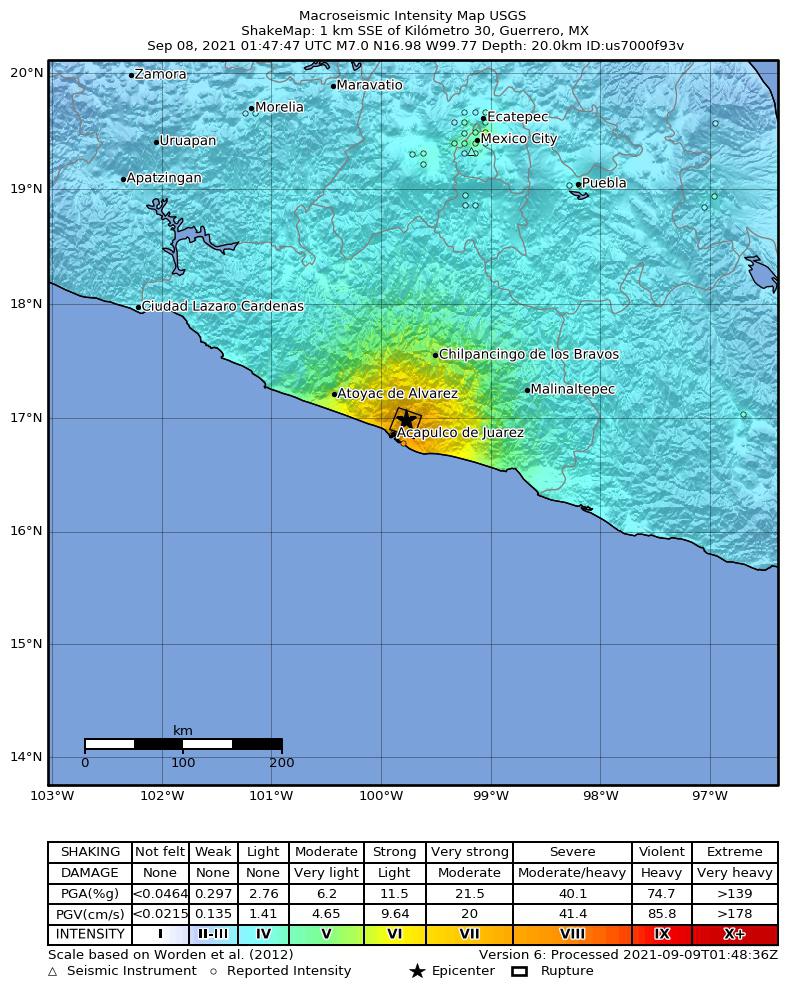 Macroseismic Intensity Map USGS
ShakeMap: 1 km SSE of Kilómetro 30, Guerrero, MX
Sep 08, 2021 01:47:47 UTC M7.0 N16.98 W99.77 Depth: 20.0km ID:us7000f93v
20°N
Zamora
Maravatio
Morelia
Ecatepec
Uruapan
Mexico City
Apatzingan
Puebla
19°N
18°N
Ciudad Lazaro Cardenas
Chilpancingo de los Bravos
Atoyac de Alvarez
Malinaltepec
17°N
Acapulco de Juarez
16°N
15°N
14°N
km
0 100 200
103°W 102°W 101°W 100°W 99°W 98°W 97°W
SHAKING Not felt Weak Light Moderate Strong Very strong Severe Violent Extreme
DAMAGE None None None Very light Light Moderate Moderate/heavy Heavy Very heavy
PGA(%g) <0.0464 0.297 2.76 6.2 11.5 21.5 40.1 74.7 >139
PGV(cm/s) <0.0215 0.135 1.41 4.65 9.64 20 41.4 85.8 >178
INTENSITY I II-III IV V VI VII VIII IX X+
Scale based on Worden et al. (2012) Version 6: Processed 2021-09-09T01:48:36Z
Seismic Instrument Reported Intensity Epicenter Rupture